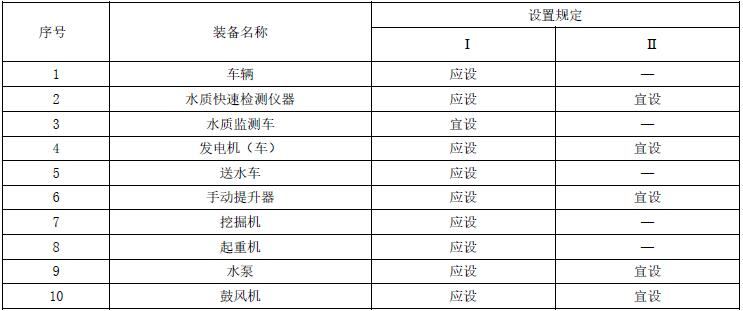 序号 装备名称 设置规定
Ⅰ Ⅱ
1 车辆 应设 —
2 水质快速检测仪器 应设 宜设
3 水质监测车 宜设 —
4 发电机（车） 应设 宜设
5 送水车 应设 —
6 手动提升器 应设 宜设
7 挖掘机 应设 —
8 起重机 应设 —
9 水泵 应设 宜设
10 鼓风机 应设 宜设